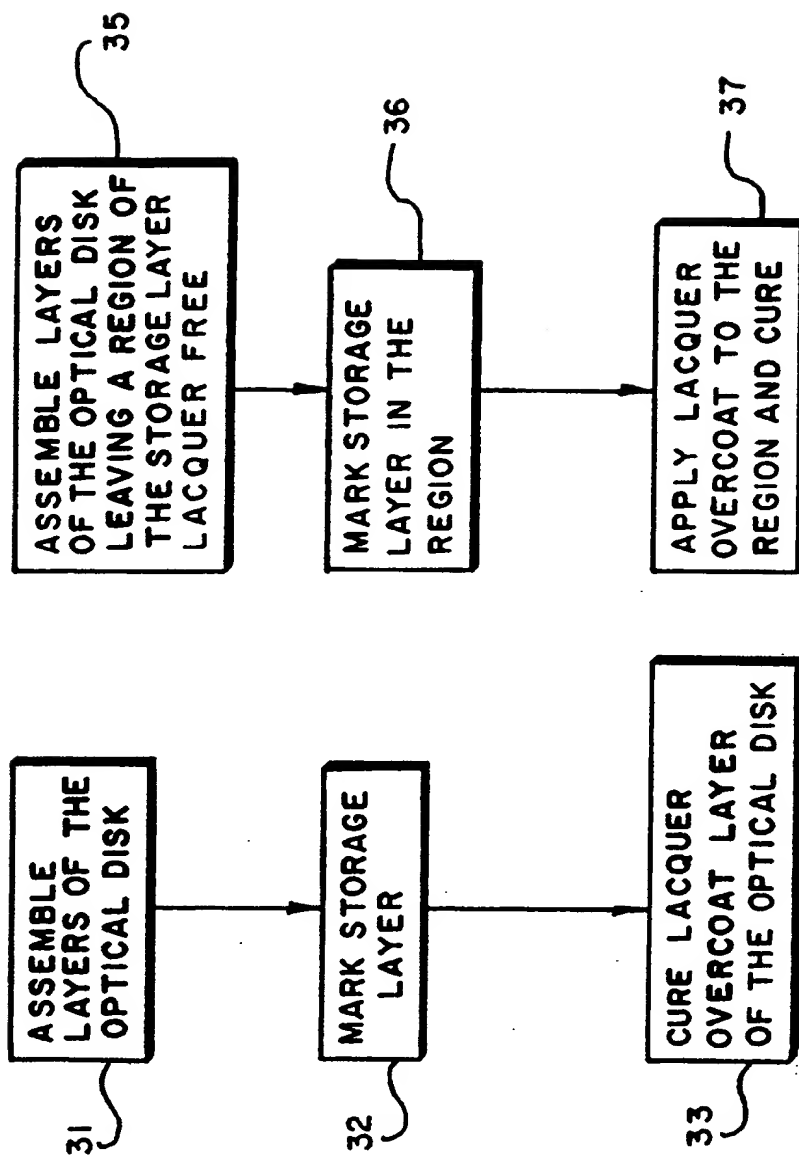 31
ASSEMBLE
LAYERS OF THE
OPTICAL DISK
32
MARK STORAGE
LAYER
33
CURE LACQUER
OVERCOAT LAYER
OF THE OPTICAL DISK
35
ASSEMBLE LAYERS
OF THE OPTICAL DISK
LEAVING A REGION OF
THE STORAGE LAYER
LACQUER FREE
36
MARK STORAGE
LAYER IN THE
REGION
37
APPLY LACQUER
OVERCOAT TO THE
REGION AND CURE